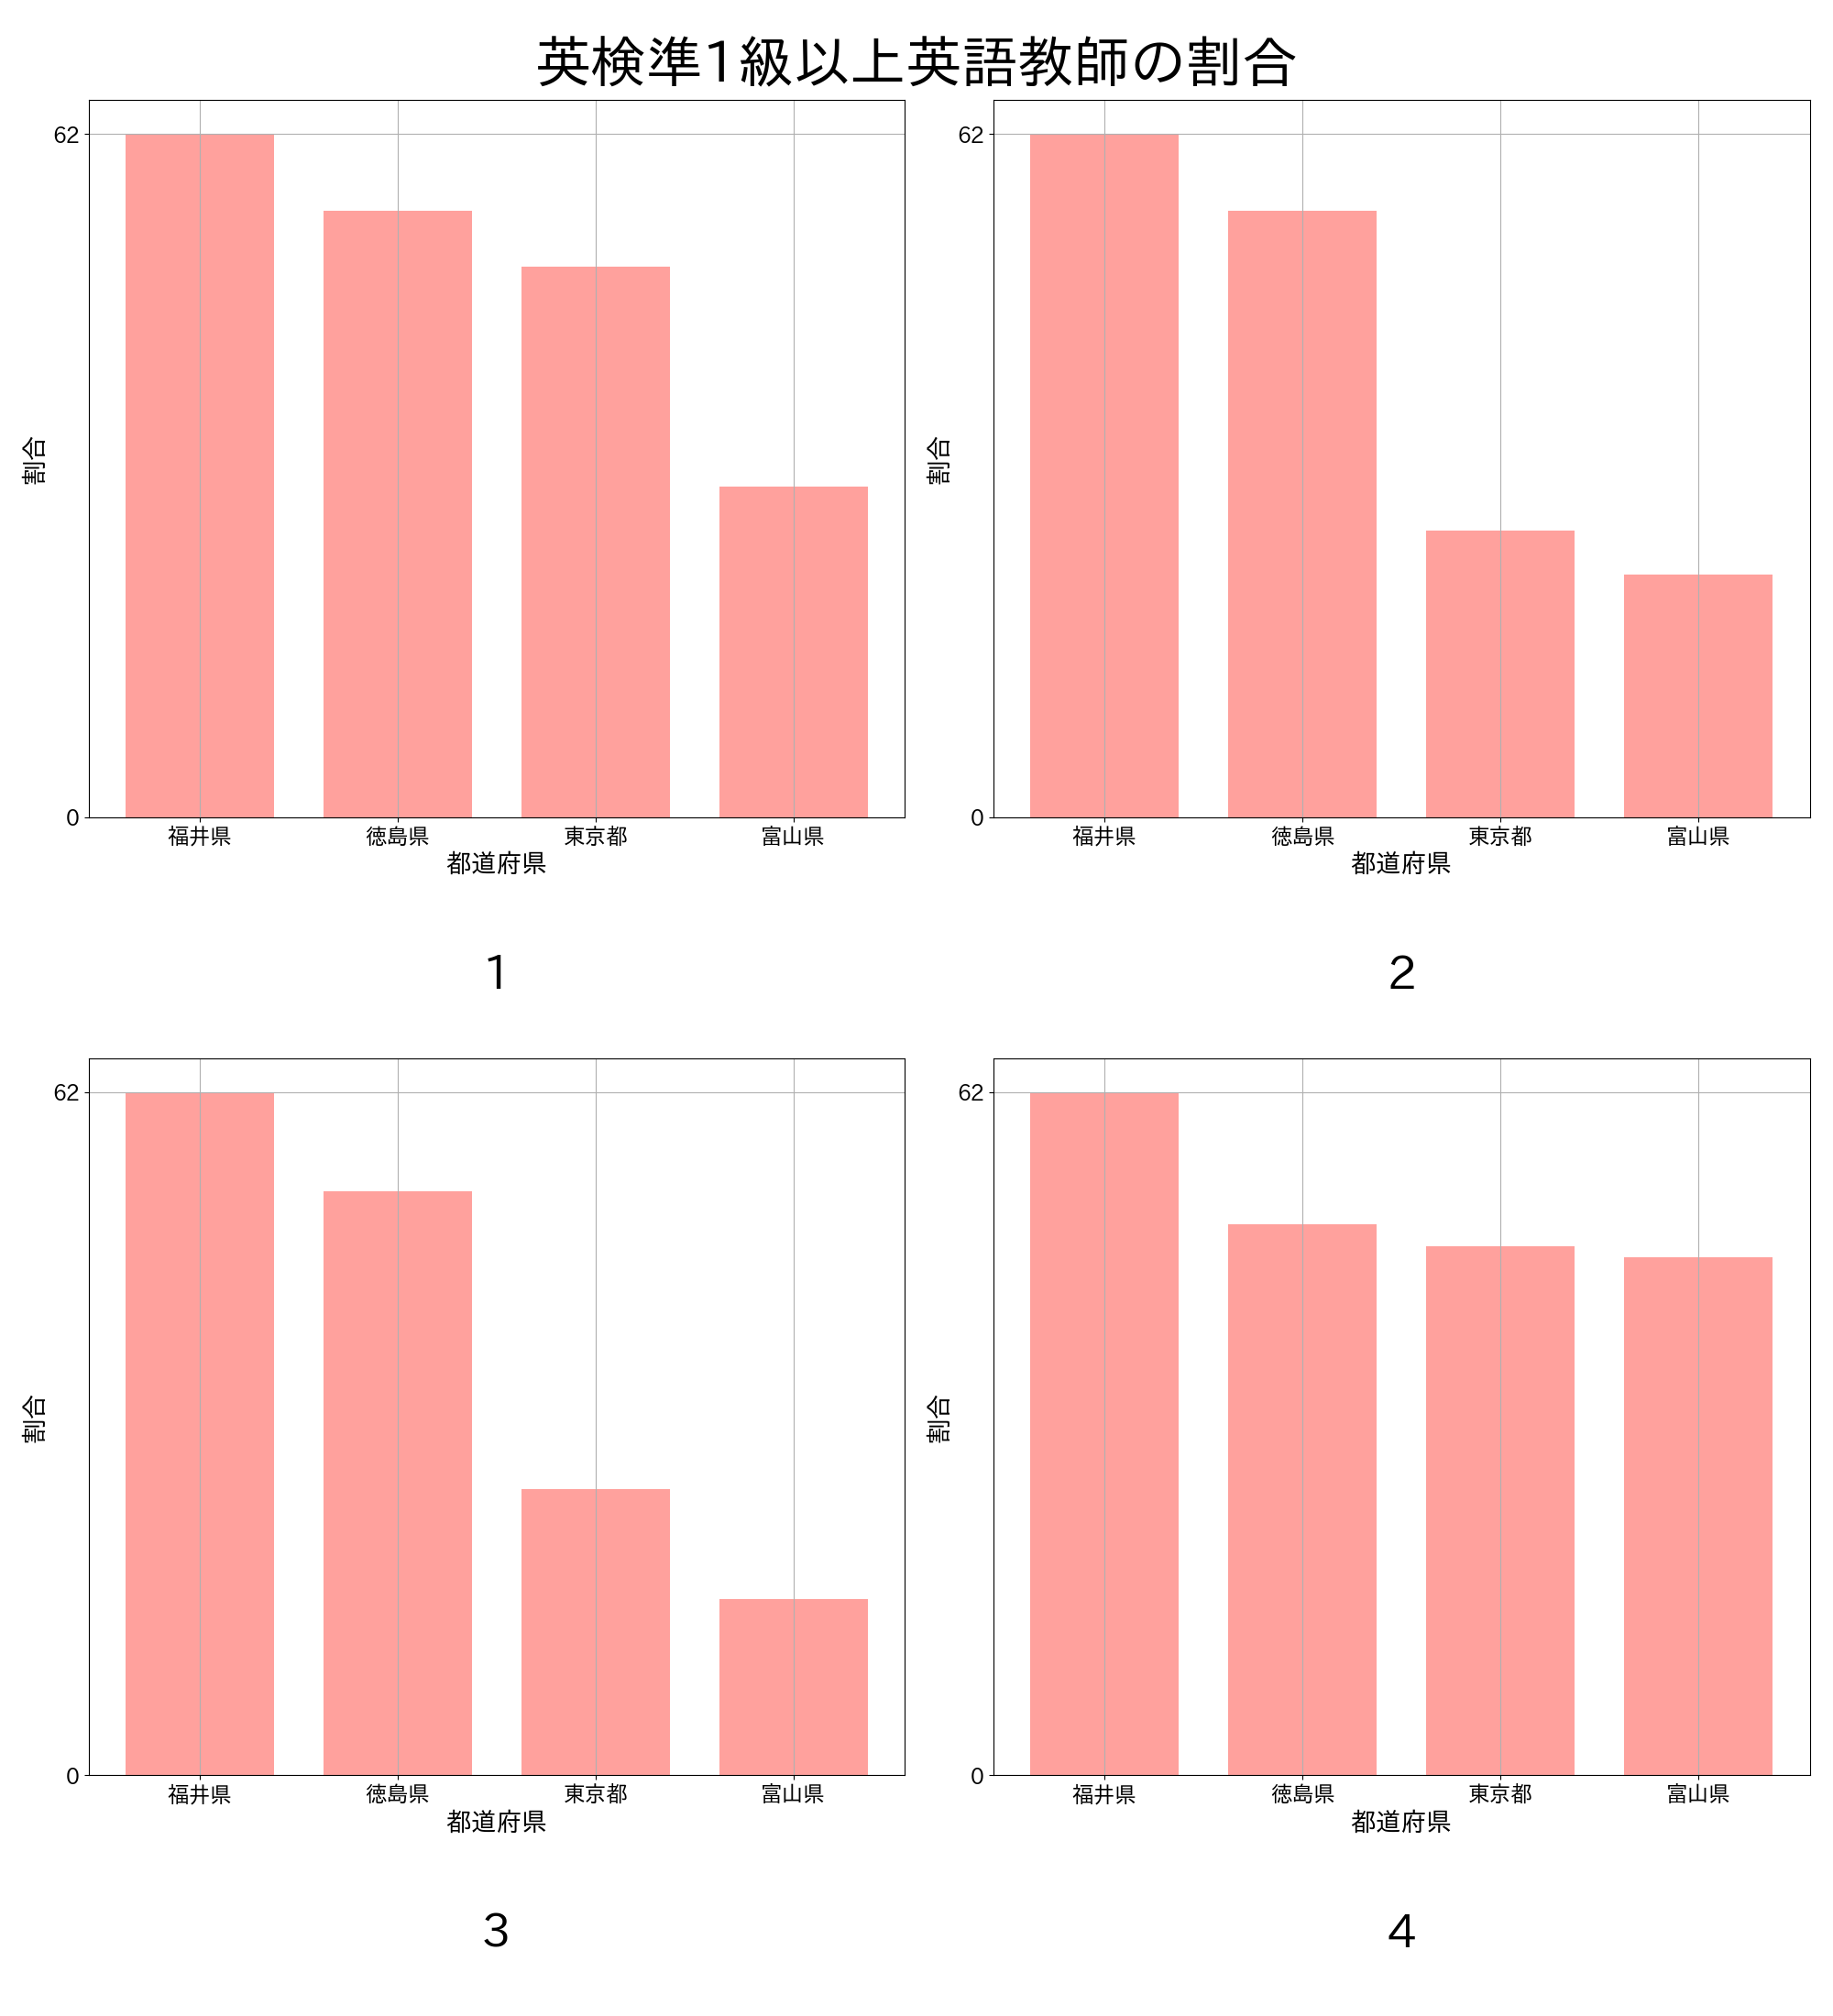 英検準1級以上英語教師の割合
62
割合
0
福井県 徳島県 東京都 富山県
都道府県
1
62
割合
0
福井県 徳島県 東京都 富山県
都道府県
2
62
割合
0
福井県 徳島県 東京都 富山県
都道府県
3
62
割合
0
福井県 徳島県 東京都 富山県
都道府県
4